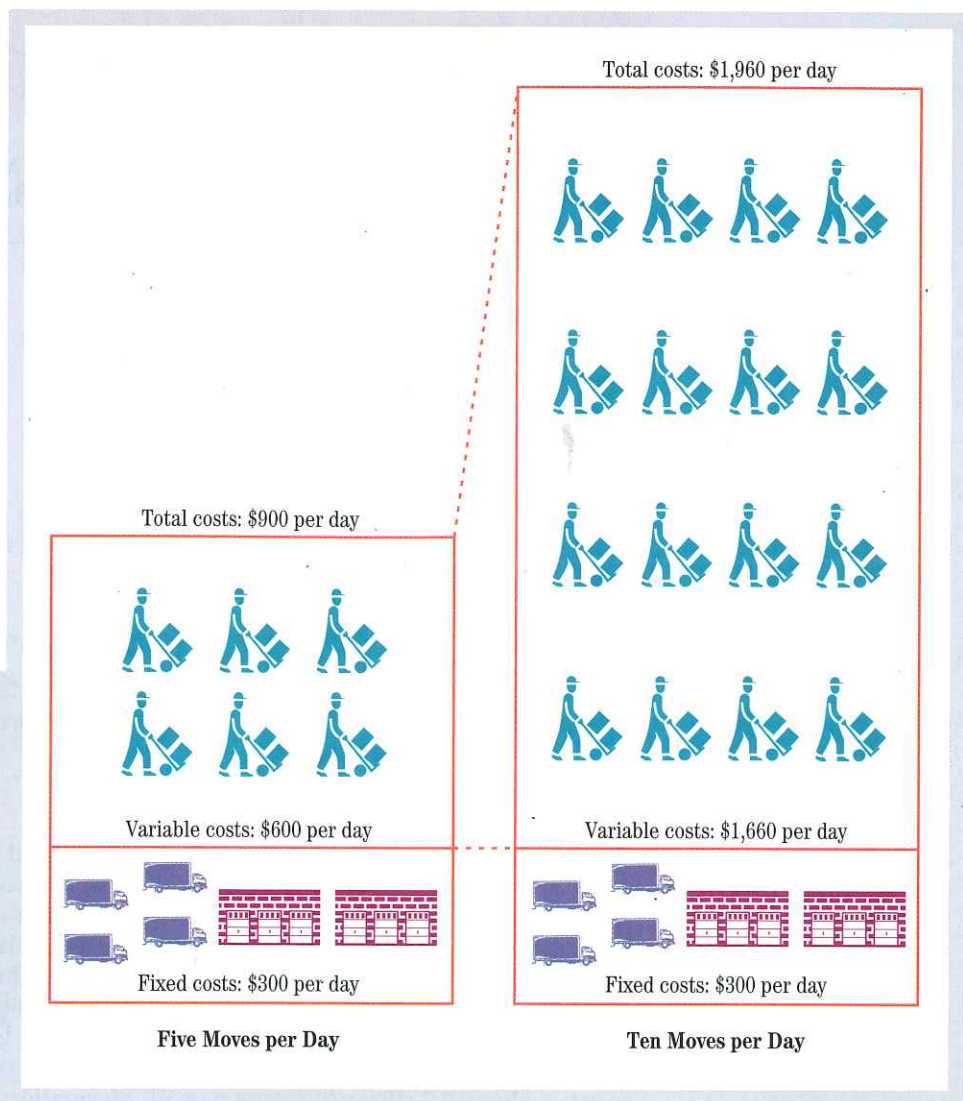 Total costs: $1,960 per day
Total costs: $900 per day
Variable costs: $600 per day
Variable costs: $1,660 per day
Fixed costs: $300 per day
Fixed costs: $300 per day
Five Moves per Day
Ten Moves per Day